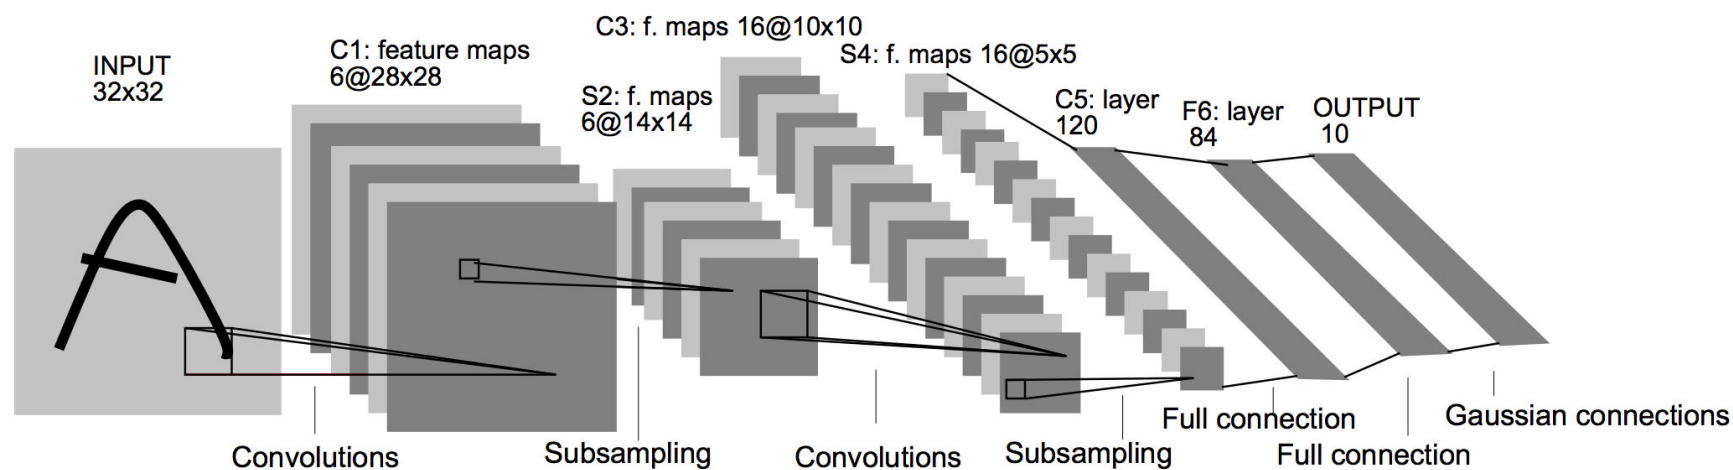 INPUT
32x32
C1: feature maps
6@28x28
S2: f. maps
6@14x14
C3: f. maps 16@10x10
S4: f. maps 16@5x5
C5: layer
120
F6: layer
84
OUTPUT
10
Convolutions
Subsampling
Convolutions
Subsampling
Full connection
Full connection
Gaussian connections